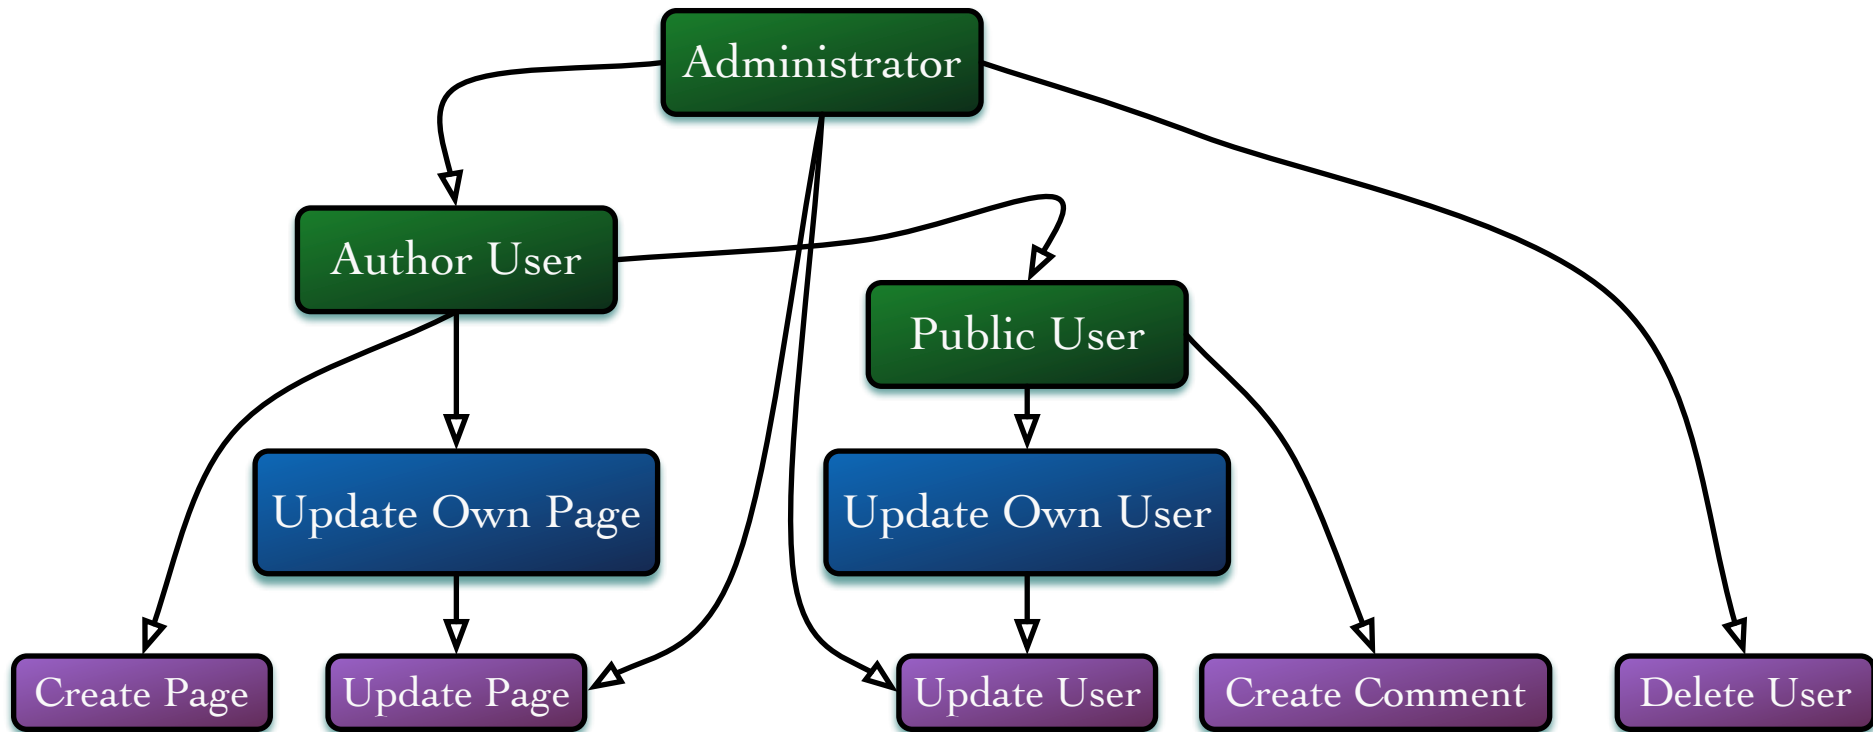 Administrator
Author User
Public User
Update Own Page
Update Own User
Create Page
Update Page
Update User
Create Comment
Delete User